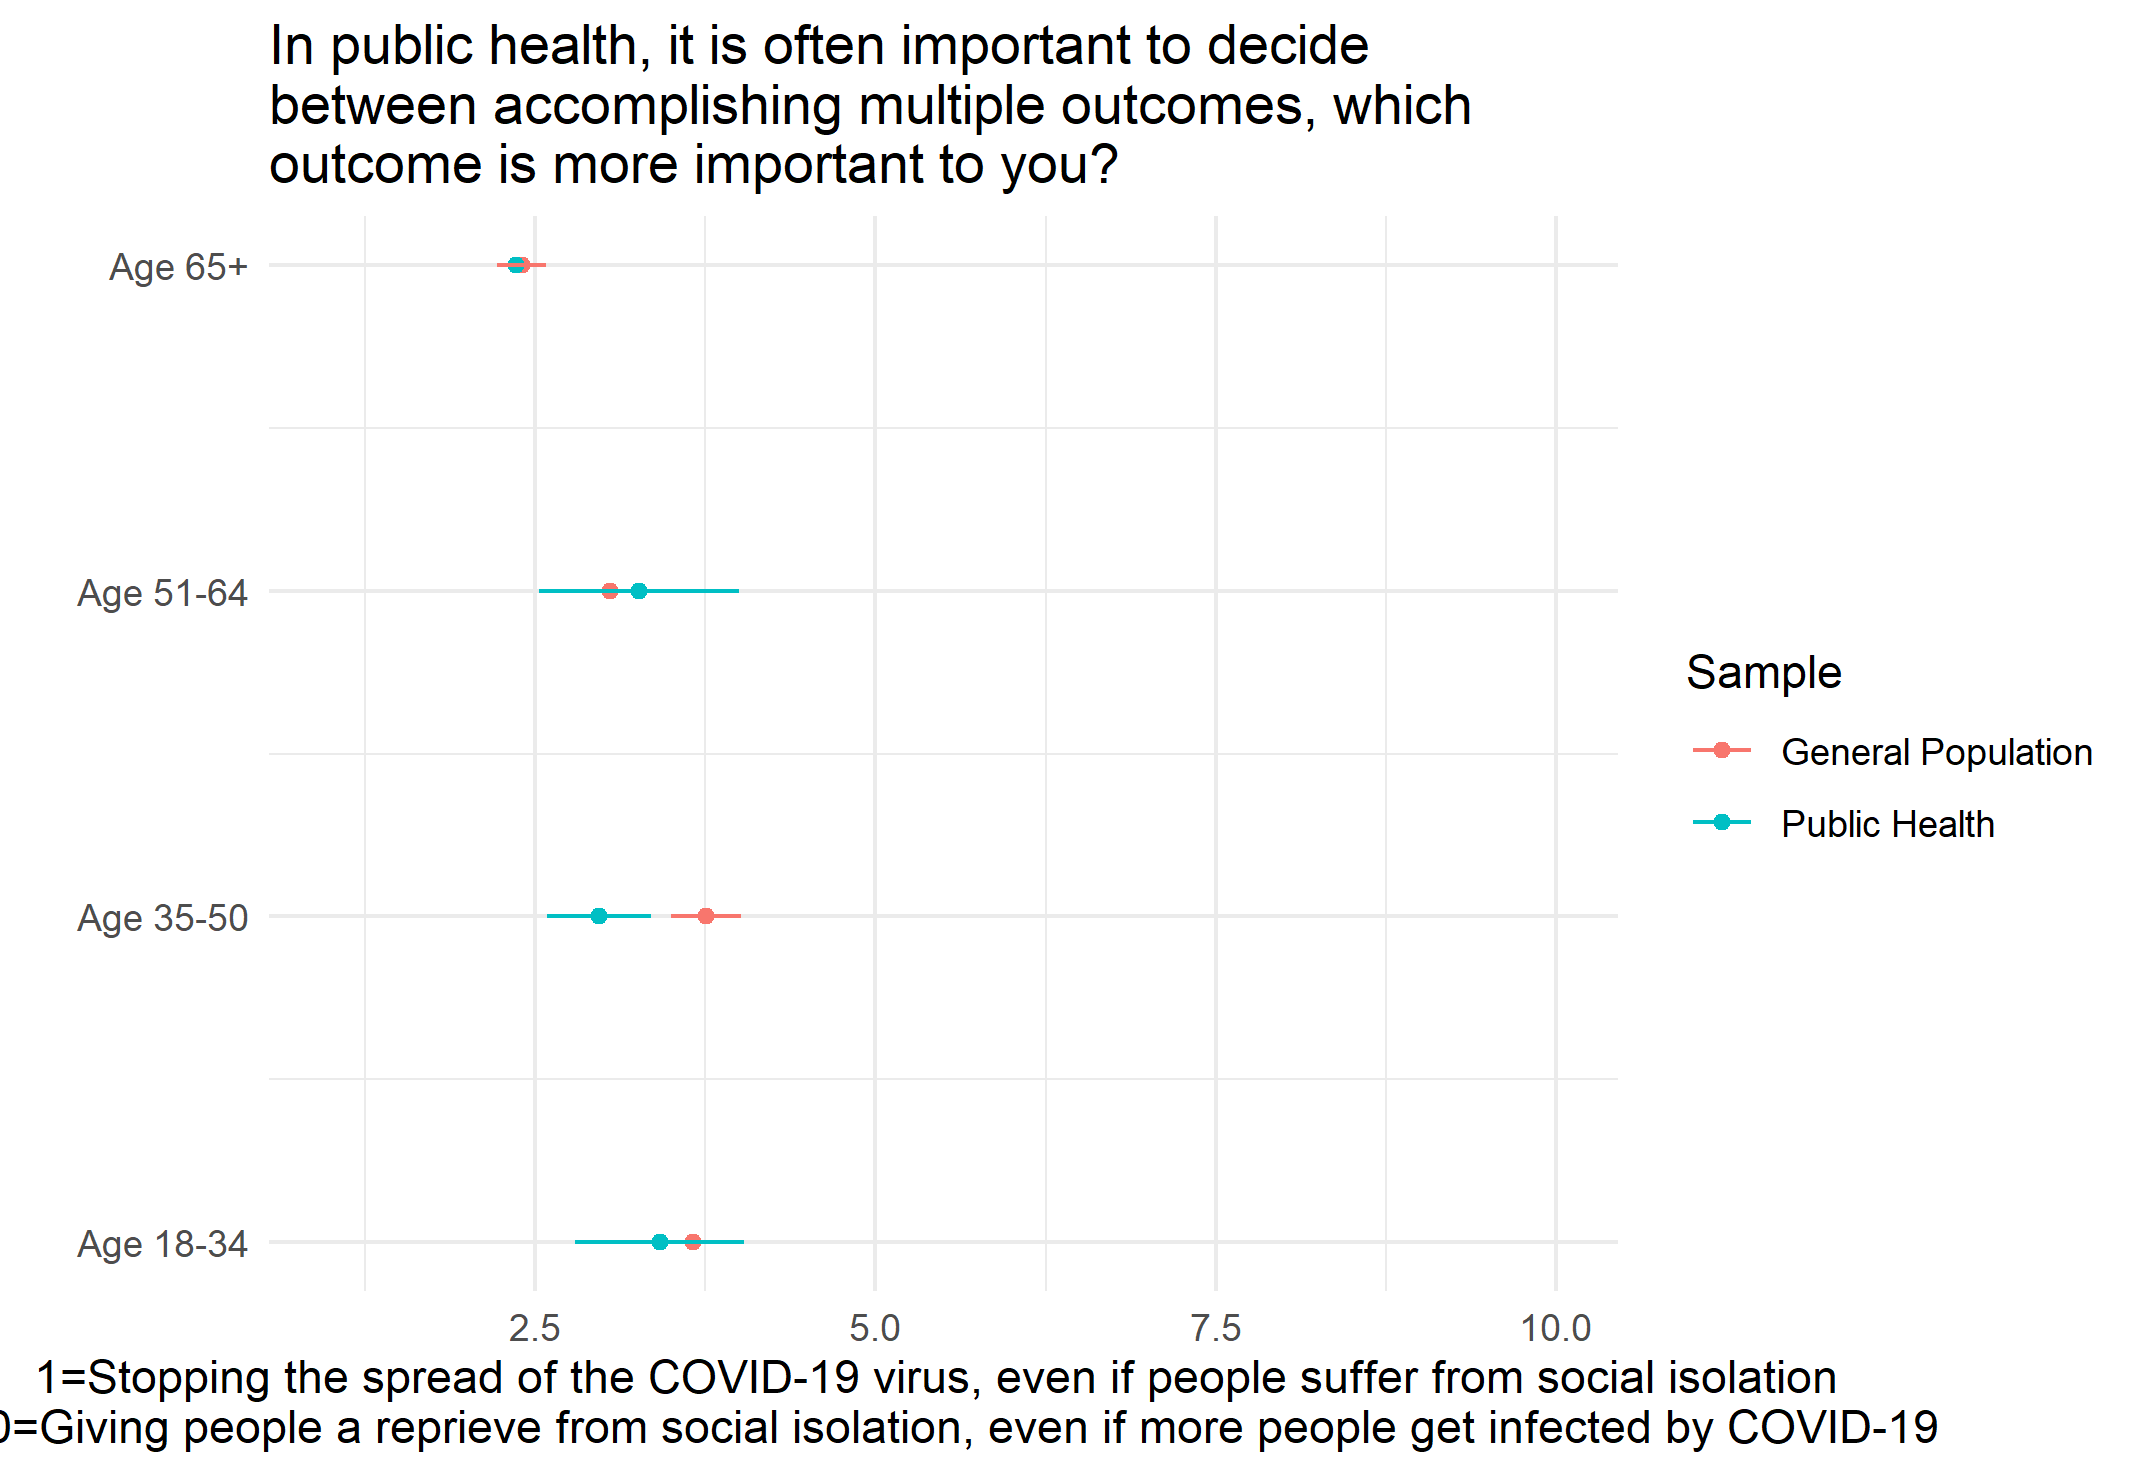 In public health, it is often important to decide
between accomplishing multiple outcomes, which
outcome is more important to you?
Age 65+
Age 51-64
Age 35-50
Age 18-34
2.5 5.0 7.5 10.0
Sample
General Population
Public Health
1=Stopping the spread of the COVID-19 virus, even if people suffer from social isolation
0=Giving people a reprieve from social isolation, even if more people get infected by COVID-19